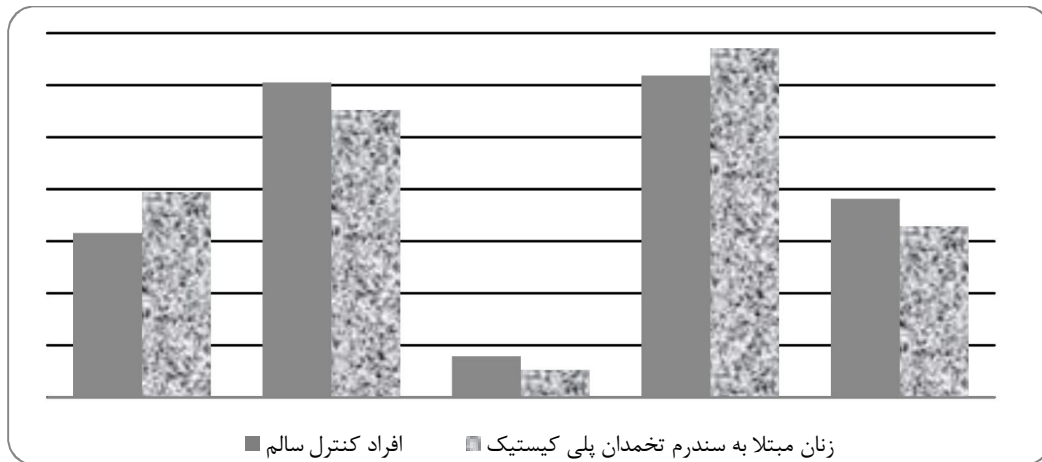 افراد کنترل سالم
زنان مبتلا به سندرم تخمدان پلی کیستیک